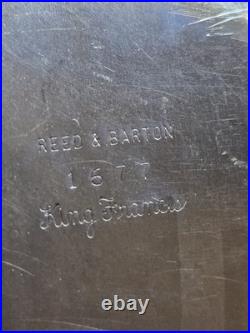 REED & BARTON
1677
King Francis